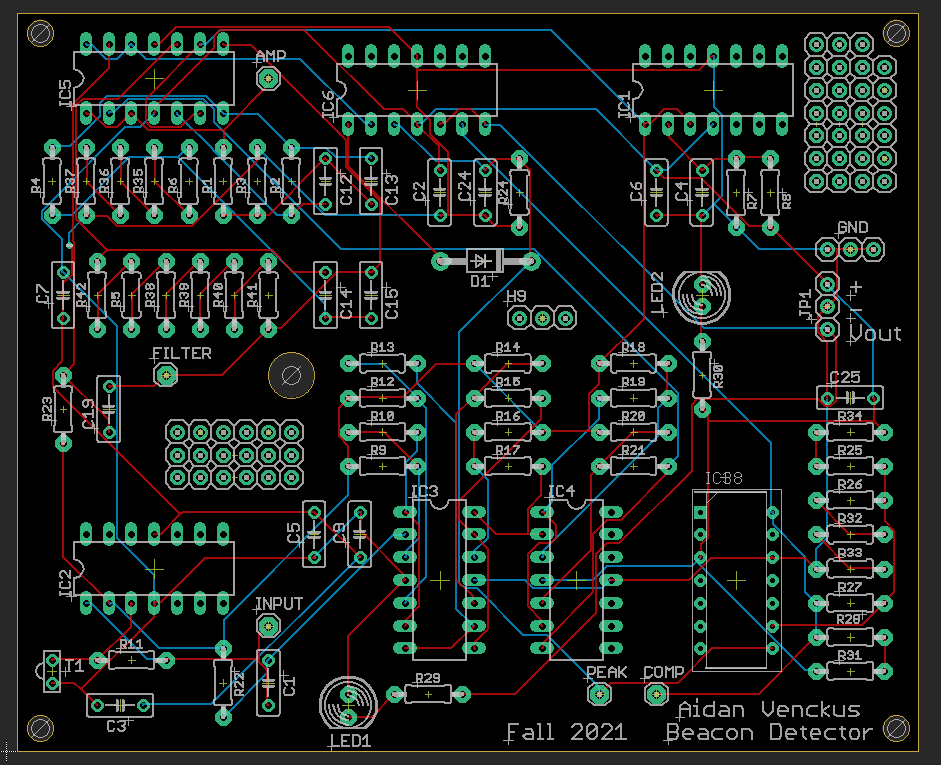 AMP
IC5
IC6
IC1
R4
R37
R36
R35
R6
R1
R3
R2
C12
C13
C2
C24
R24
C6
C4
R7
R8
GND
D1
LED2
JP1
+
-
Vout
C7
R42
R5
R38
R39
R40
R41
C14
C15
H9
FILTER
R13
R14
R18
R12
R15
R19
R10
R16
R20
R9
R17
R21
R30
C25
R34
R25
R26
R32
R33
R27
R28
R31
R23
C19
IC3
IC4
C5
C9
IC2
INPUT
R11
T1
R22
C1
C3
LED1
R29
PEAK
COMP
Aidan Venckus
Fall 2021
Beacon Detector